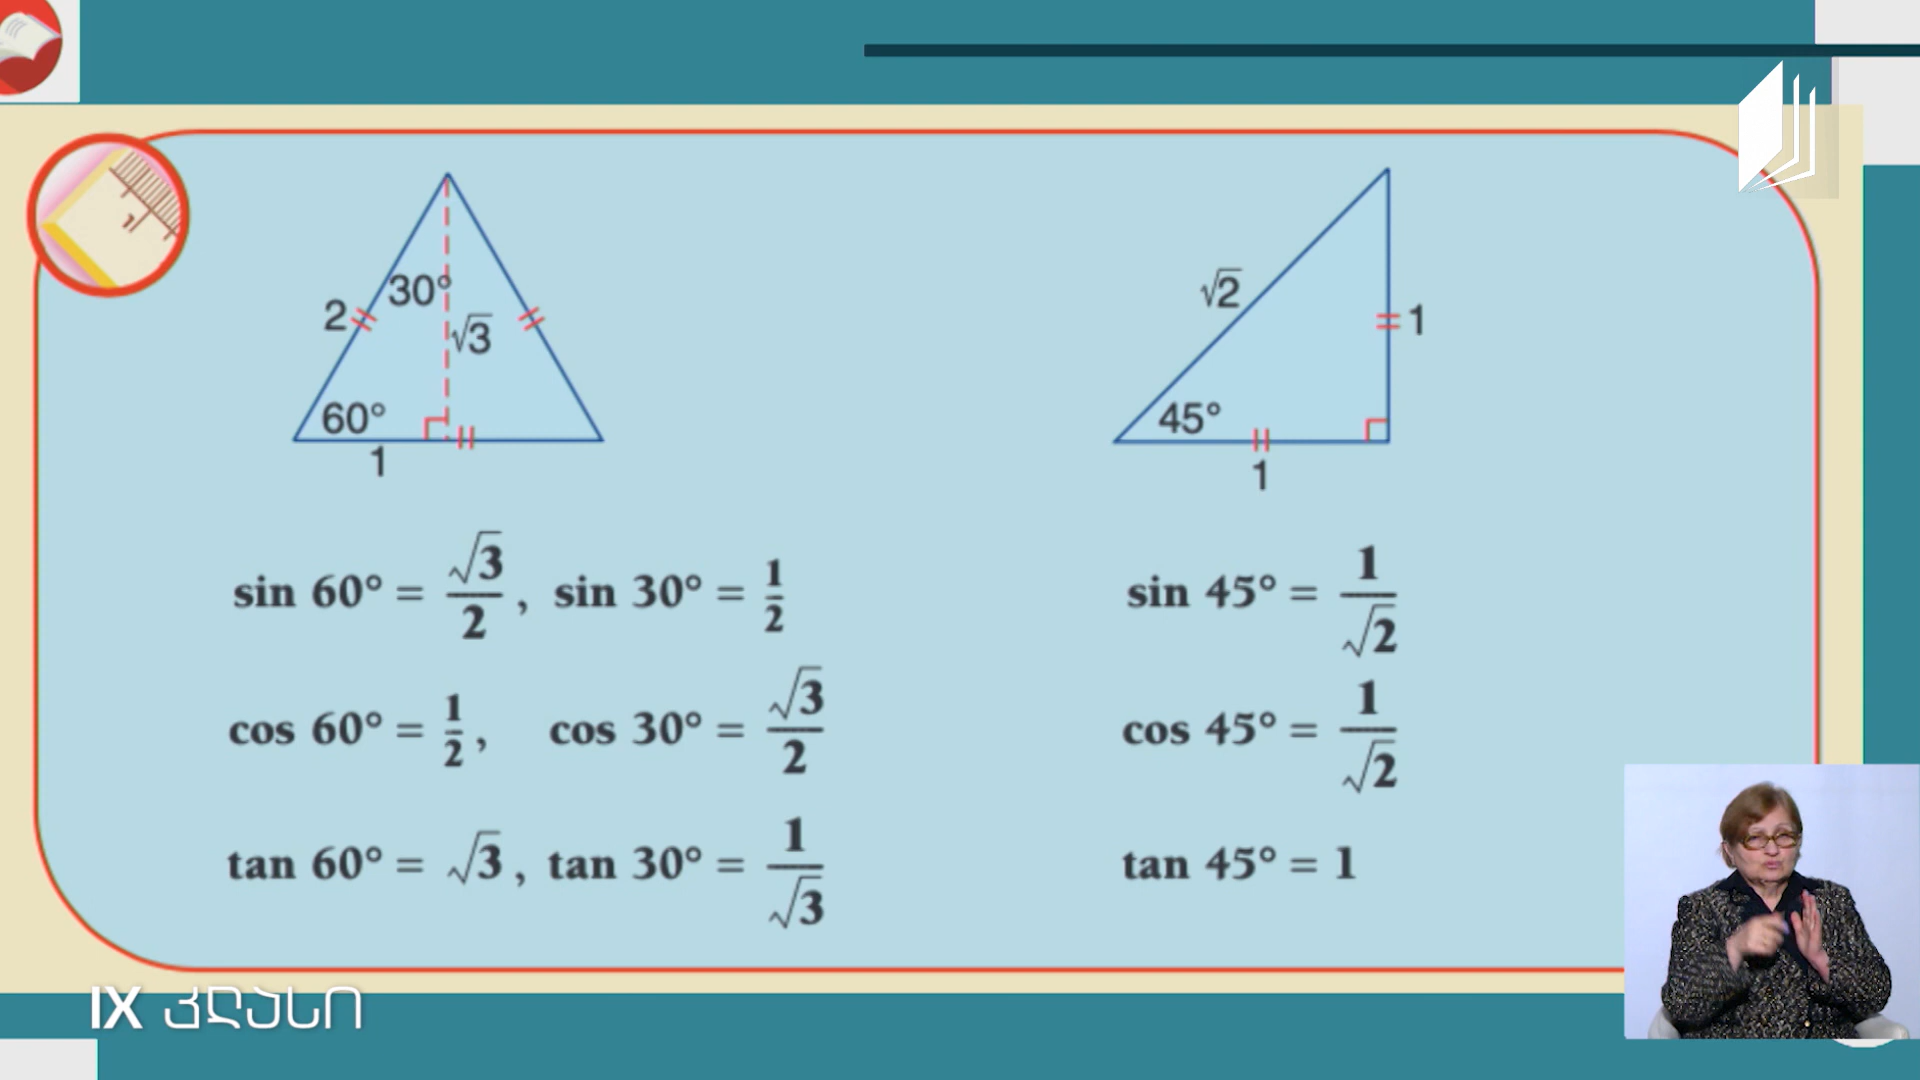 30°
2
√3
60°
1
√2
1
45°
1
sin 60° = √3/2, sin 30° = 1/2
sin 45° = 1/√2
cos 60° = 1/2, cos 30° = √3/2
cos 45° = 1/√2
tan 60° = √3, tan 30° = 1/√3
tan 45° = 1
IX კლასი